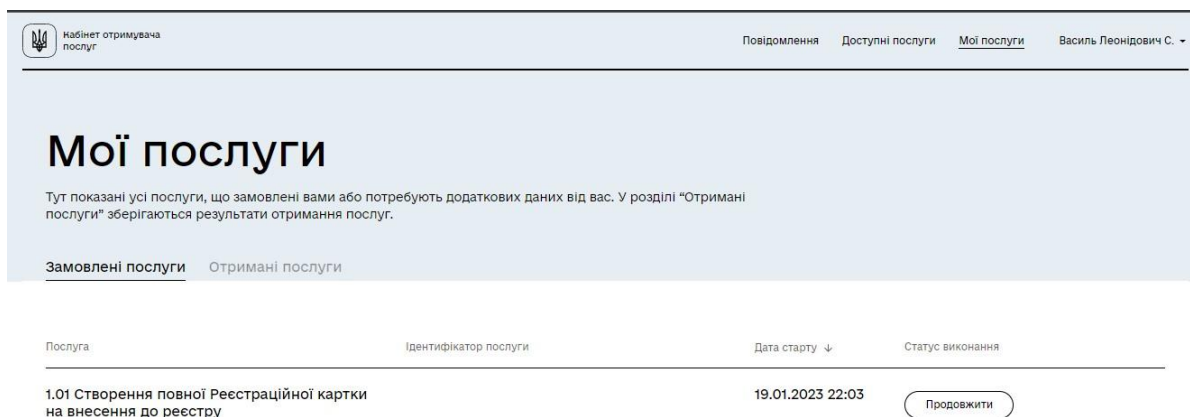 Кабінет отримувача
послуг
Повідомлення Доступні послуги Мої послуги Василь Леонідович С.
Мої послуги
Тут показані усі послуги, що замовлені вами або потребують додаткових даних від вас. У розділі “Отримані
послуги” зберігаються результати отримання послуг.
Замовлені послуги Отримані послуги
Послуга Ідентифікатор послуги Дата старту ↓ Статус виконання
1.01 Створення повної Реєстраційної картки 19.01.2023 22:03 Продовжити
на внесення до реєстру